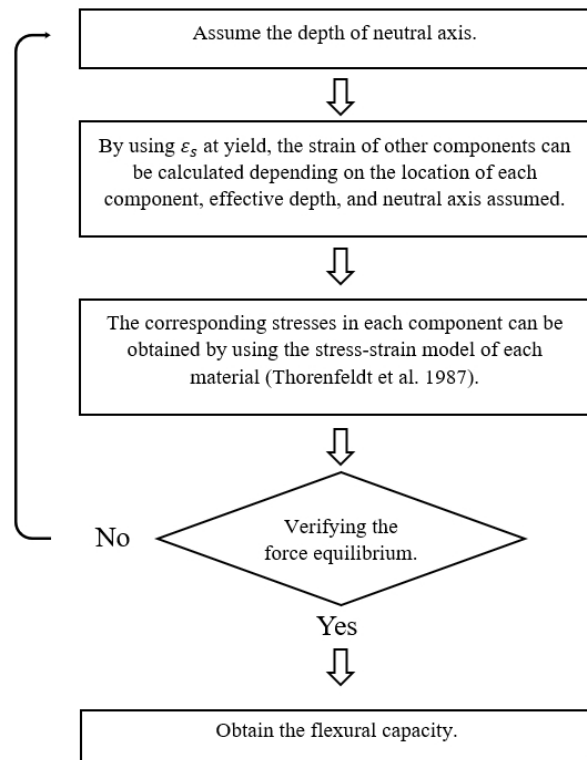 Assume the depth of neutral axis.
By using εₛ at yield, the strain of other components can
be calculated depending on the location of each
component, effective depth, and neutral axis assumed.
The corresponding stresses in each component can be
obtained by using the stress-strain model of each
material (Thorenfeldt et al. 1987).
Verifying the
force equilibrium.
No
Yes
Obtain the flexural capacity.